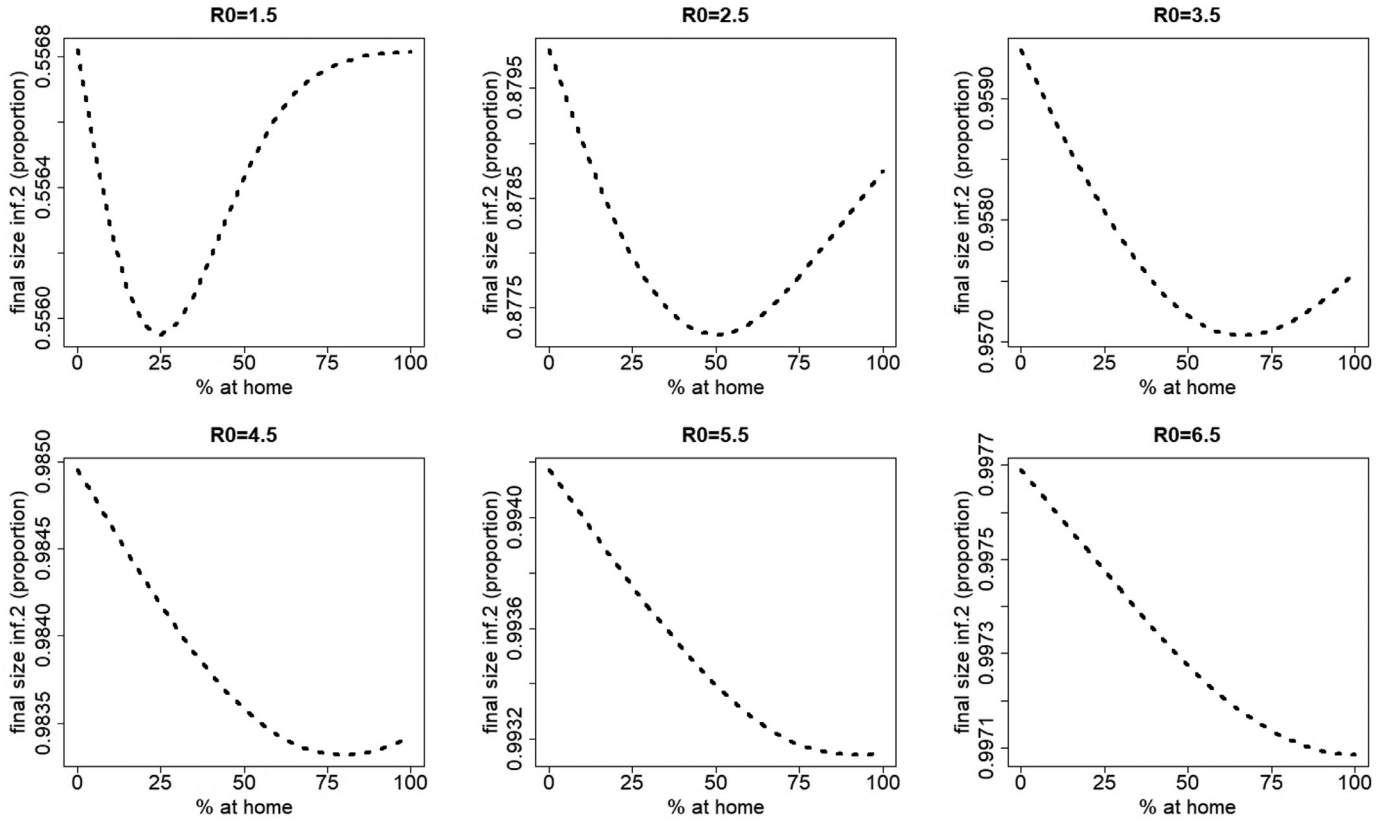 R0=1.5
final size inf.2 (proportion)
0.5568
0.5564
0.5560
0 25 50 75 100
% at home
R0=2.5
final size inf.2 (proportion)
0.8795
0.8785
0.8775
0 25 50 75 100
% at home
R0=3.5
final size inf.2 (proportion)
0.9590
0.9580
0.9570
0 25 50 75 100
% at home
R0=4.5
final size inf.2 (proportion)
0.9850
0.9845
0.9840
0.9835
0 25 50 75 100
% at home
R0=5.5
final size inf.2 (proportion)
0.9940
0.9936
0.9932
0 25 50 75 100
% at home
R0=6.5
final size inf.2 (proportion)
0.9977
0.9975
0.9973
0.9971
0 25 50 75 100
% at home